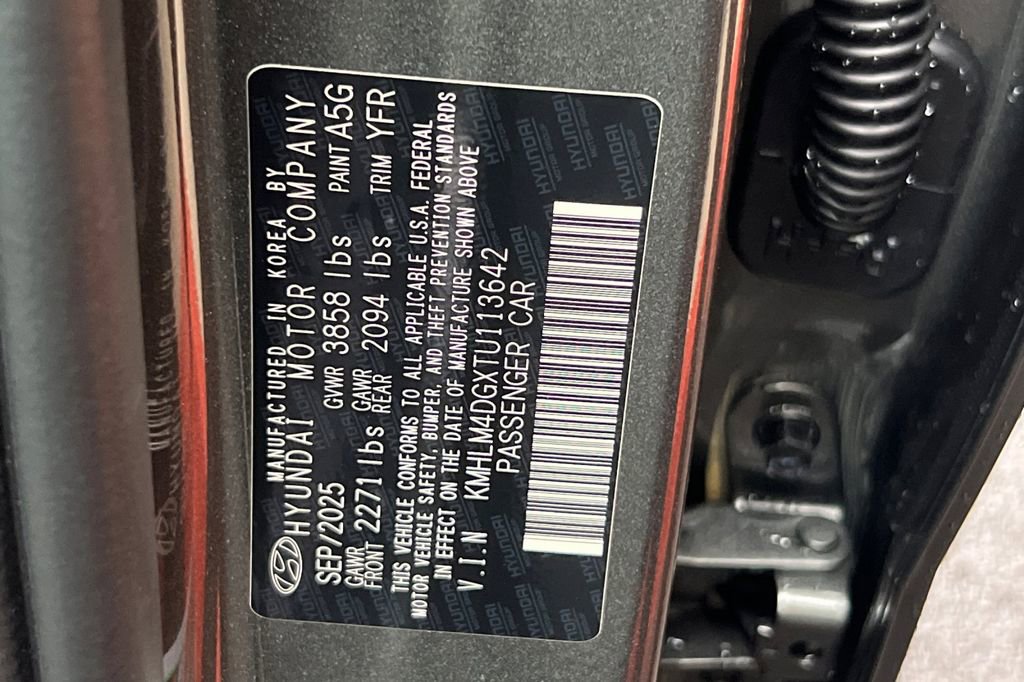 MANUFACTURED IN KOREA BY
HYUNDAI MOTOR COMPANY
SEP/2025 GVWR 3858 lbs PAINT A5G
GAWR FRONT 2271 lbs GAWR REAR 2094 lbs TRIM YFR
THIS VEHICLE CONFORMS TO ALL APPLICABLE U.S.A. FEDERAL
MOTOR VEHICLE SAFETY, BUMPER, AND THEFT PREVENTION STANDARDS
IN EFFECT ON THE DATE OF MANUFACTURE SHOWN ABOVE
V.I.N KMHLM4DGXTU113642
PASSENGER CAR